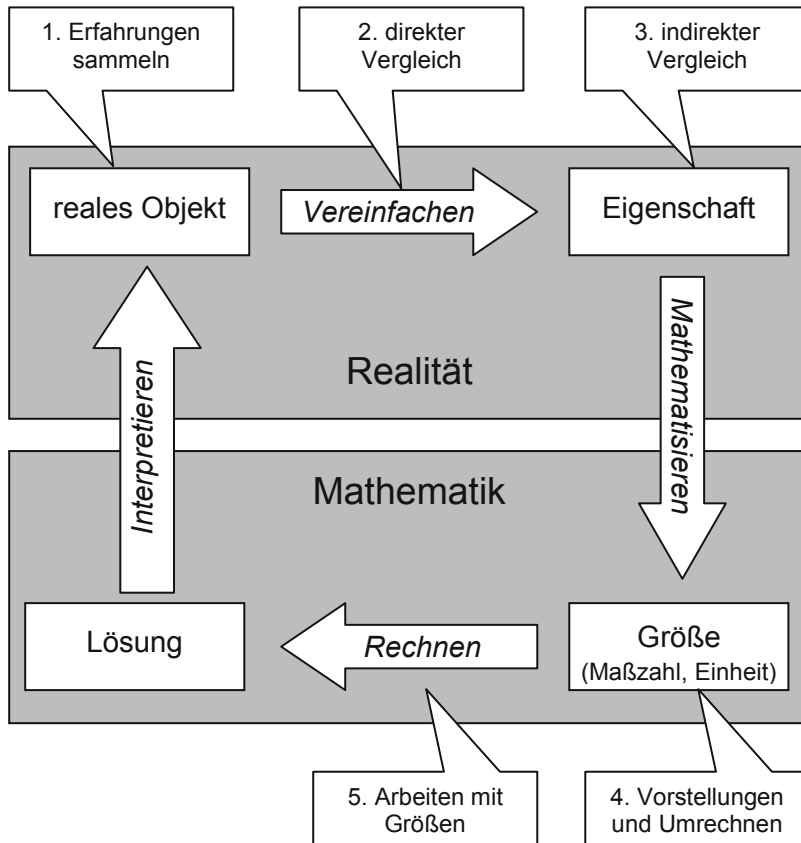 1. Erfahrungen
sammeln
2. direkter
Vergleich
3. indirekter
Vergleich
reales Objekt
Vereinfachen
Eigenschaft
Realität
Mathematisieren
Interpretieren
Mathematik
Lösung
Rechnen
Größe
(Maßzahl, Einheit)
5. Arbeiten mit
Größen
4. Vorstellungen
und Umrechnen